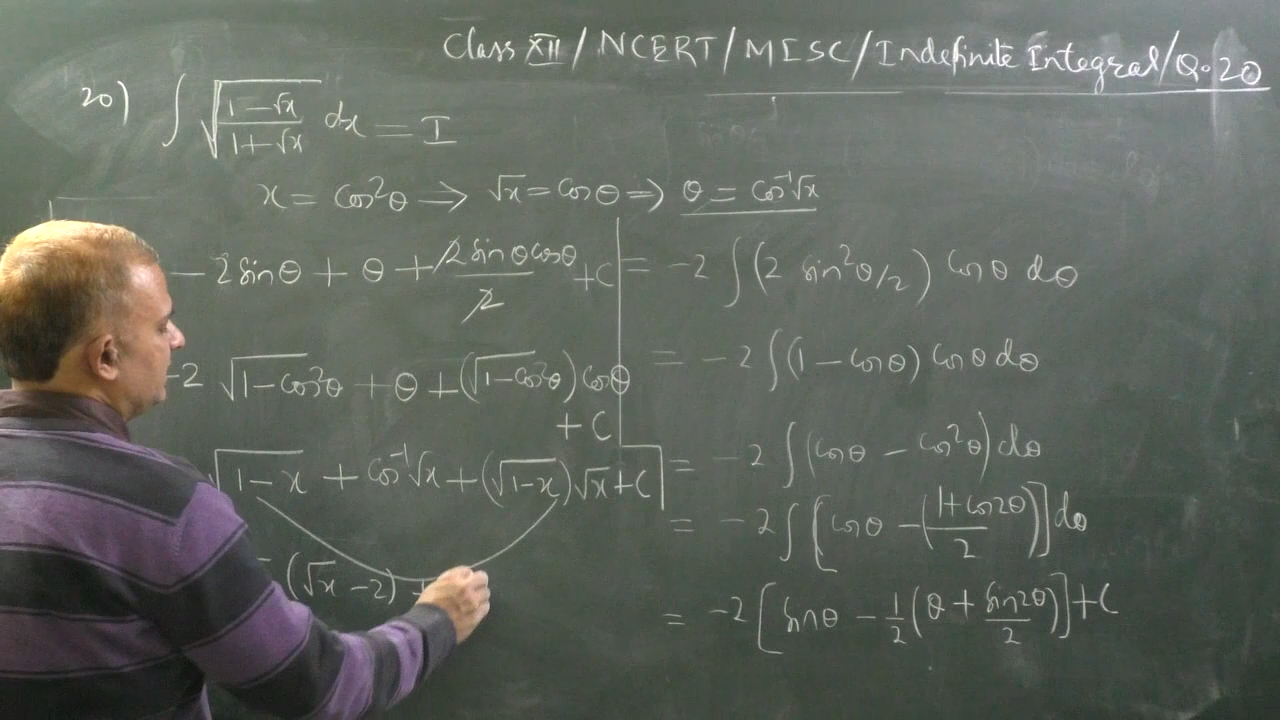 Class XII / NCERT / MISC / Indefinite Integral / Q.20
20) ∫ √((1-√x)/(1+√x)) dx = I
x = cos²θ ⟹ √x = cosθ ⟹ θ = cos⁻¹√x
- 2 sinθ + θ + 2 sinθ cosθ / 2 + C
-2 √(1-cos²θ) + θ + (√(1-cos²θ)) cosθ
+ C
√(1-x) + cos⁻¹√x + (√(1-x)) √x + C
(√x - 2) +
= -2 ∫ (2 sin²θ/2) cosθ dθ
= -2 ∫ (1 - cosθ) cosθ dθ
= -2 ∫ (cosθ - cos²θ) dθ
= -2 ∫ [cosθ - ((1+cos2θ)/2)] dθ
= -2 [sinθ - 1/2 (θ + sin2θ/2)] + C